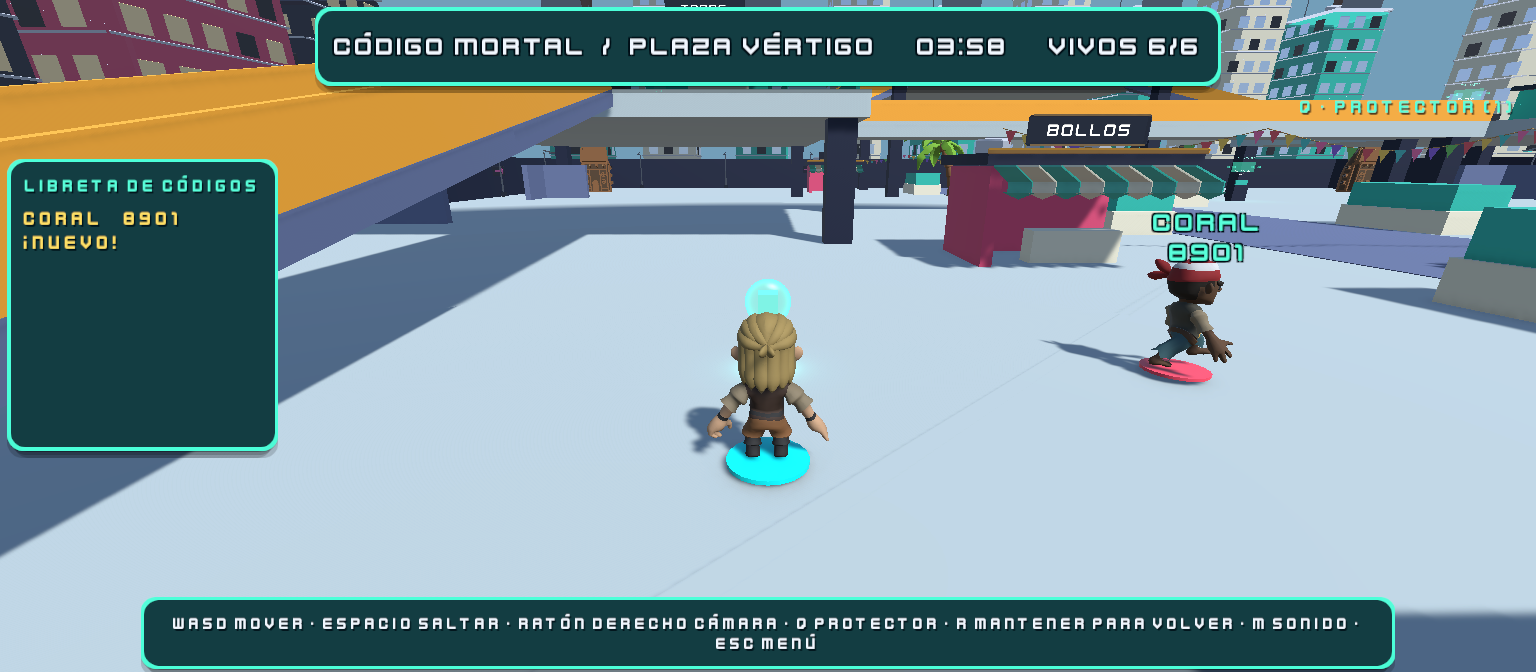 CÓDIGO MORTAL / PLAZA VÉRTIGO 03:58 VIVOS 6/6
Q · PROTECTOR (1)
BOLLOS
LIBRETA DE CÓDIGOS
CORAL 8901
¡NUEVO!
CORAL
8901
WASD MOVER · ESPACIO SALTAR · RATÓN DERECHO CÁMARA · Q PROTECTOR · R MANTENER PARA VOLVER · M SONIDO ·
ESC MENÚ